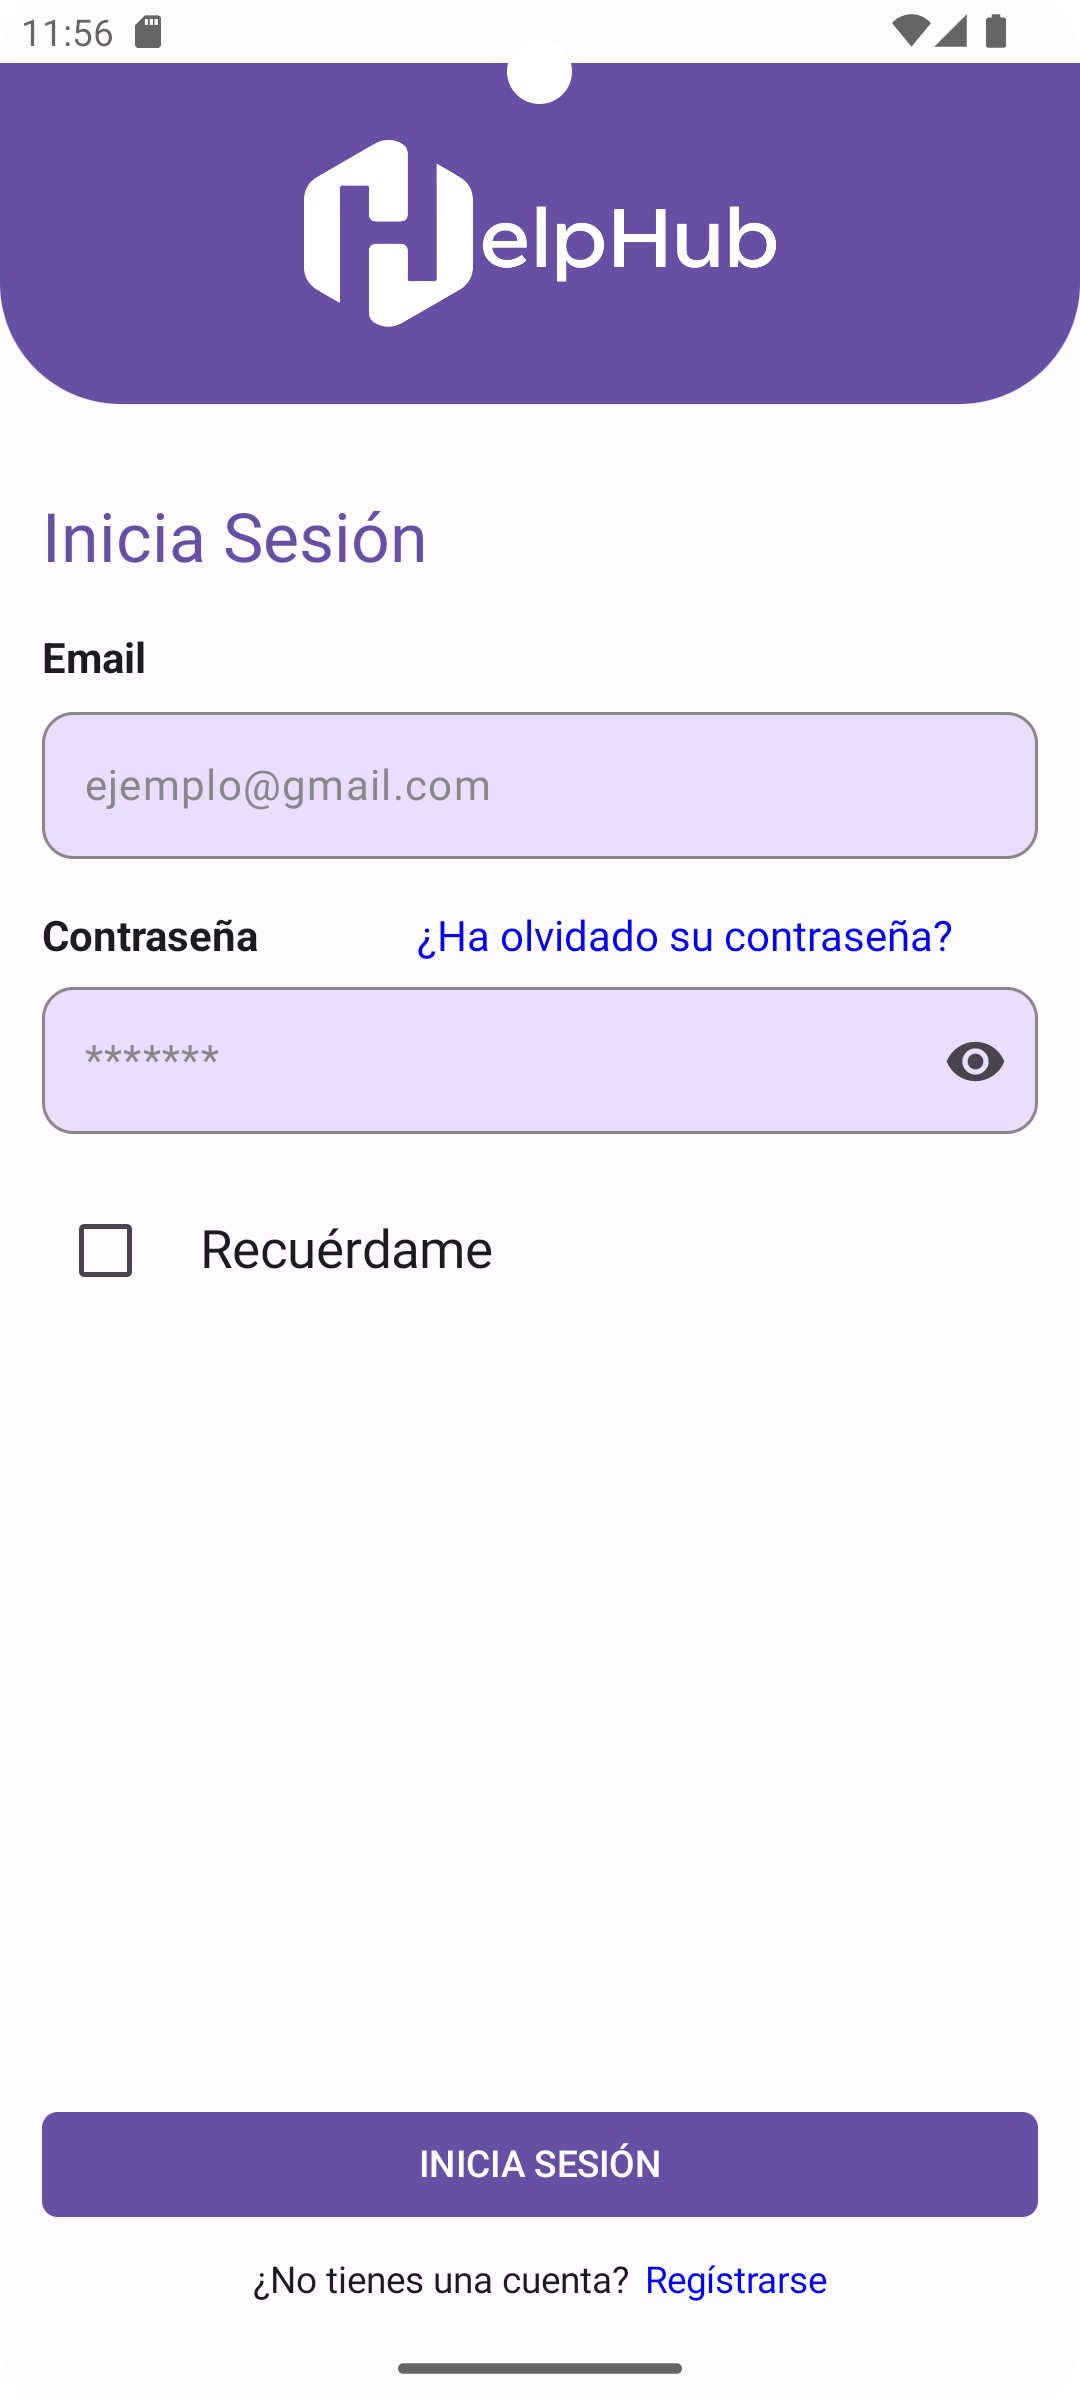 11:56
HelpHub
Inicia Sesión
Email
ejemplo@gmail.com
Contraseña ¿Ha olvidado su contraseña?
*******
Recuérdame
INICIA SESIÓN
¿No tienes una cuenta? Regístrarse